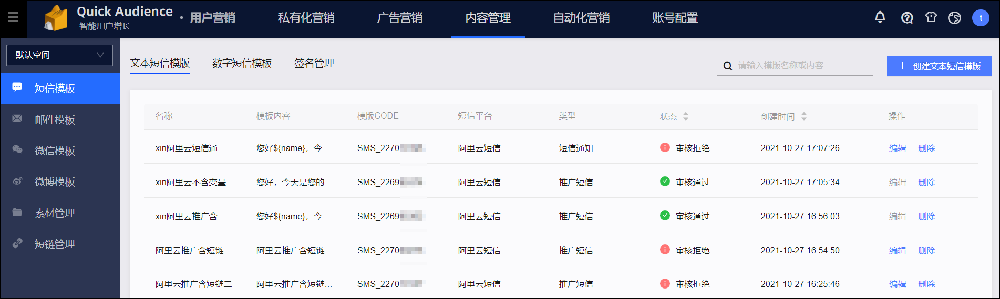 Quick Audience
智能用户增长
· 用户营销
私有化营销
广告营销
内容管理
自动化营销
账号配置
t
默认空间
短信模板
邮件模板
微信模板
微博模板
素材管理
短链管理
文本短信模版
数字短信模板
签名管理
请输入模版名称或内容
+ 创建文本短信模版
名称 模板内容 模版CODE 短信平台 类型 状态 创建时间 操作
xin阿里云短信通... 您好${name}，今... SMS_2270 阿里云短信 短信通知 审核拒绝 2021-10-27 17:07:26 编辑 删除
xin阿里云不含变量 您好，今天是您的... SMS_2269 阿里云短信 推广短信 审核通过 2021-10-27 17:05:34 编辑 删除
xin阿里云推广含... 您好${name}，今... SMS_2269 阿里云短信 推广短信 审核通过 2021-10-27 16:56:03 编辑 删除
阿里云推广含短链... 阿里云推广含短链... SMS_2270 阿里云短信 推广短信 审核拒绝 2021-10-27 16:54:50 编辑 删除
阿里云推广含短链二 阿里云推广含短链... SMS_2270 阿里云短信 推广短信 审核拒绝 2021-10-27 16:25:46 编辑 删除